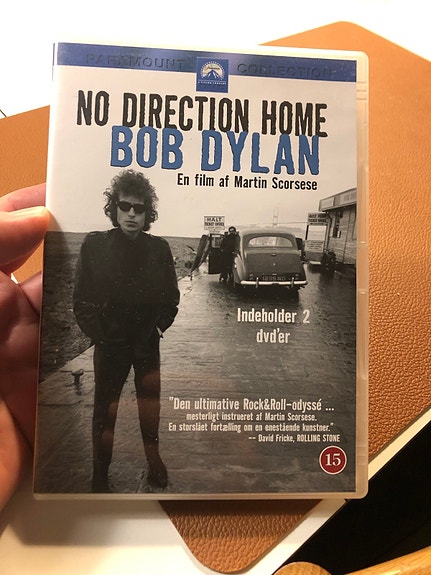 PARAMOUNT COLLECTION
NO DIRECTION HOME
BOB DYLAN
En film af Martin Scorsese
HALT
Indeholder 2
dvd'er
"Den ultimative Rock&Roll-odyssé ...
mesterligt instrueret af Martin Scorsese.
En storslået fortælling om en enestående kunstner."
-- David Fricke, ROLLING STONE
15